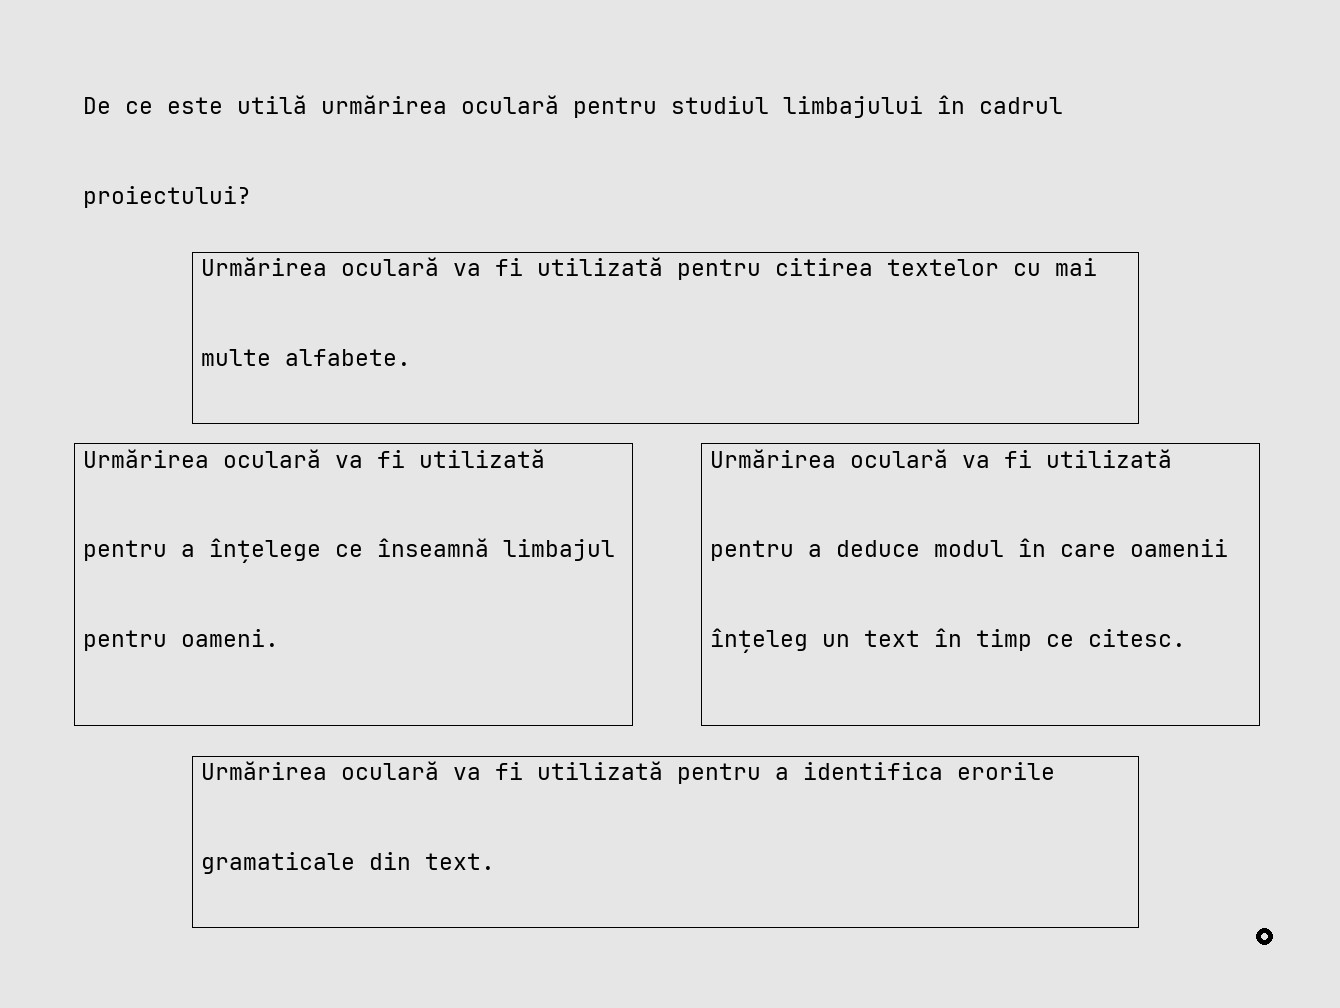 De ce este utilă urmărirea oculară pentru studiul limbajului în cadrul
proiectului?
Urmărirea oculară va fi utilizată pentru citirea textelor cu mai
multe alfabete.
Urmărirea oculară va fi utilizată
pentru a înțelege ce înseamnă limbajul
pentru oameni.
Urmărirea oculară va fi utilizată
pentru a deduce modul în care oamenii
înțeleg un text în timp ce citesc.
Urmărirea oculară va fi utilizată pentru a identifica erorile
gramaticale din text.